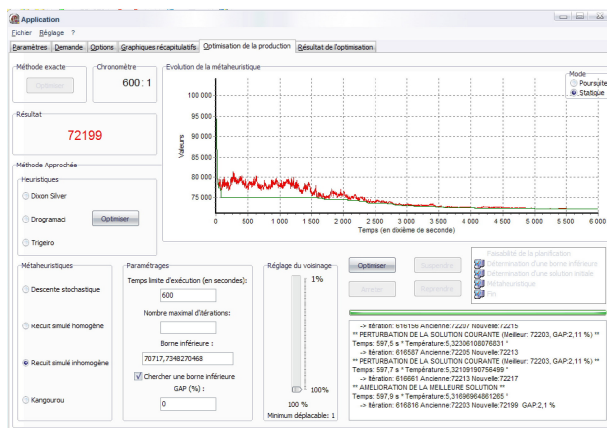 Application
Fichier Réglage ?
Paramètres Demande Options Graphiques récapitulatifs Optimisation de la production Résultat de l'optimisation
Méthode exacte
Optimiser
Chronomètre
600: 1
Résultat
72199
Evolution de la métaheuristique
Mode
Poursuite
Statique
Valeurs
100 000
95 000
90 000
85 000
80 000
75 000
0 500 1 000 1 500 2 000 2 500 3 000 3 500 4 000 4 500 5 000 5 500 6 000
Temps (en dixième de seconde)
Méthode Approchée
Heuristiques
Dixon Silver
Drogramaci
Optimiser
Trigeiro
Métaheuristiques
Descente stochastique
Recuit simulé homogène
Recuit simulé inhomogène
Kangourou
Paramétrages
Temps limite d'exécution (en secondes):
600
Nombre maximal d'itérations:
Borne inférieure :
70717,7348270468
Chercher une borne inférieure
GAP (%) :
0
Réglage du voisinage
1%
100%
100 %
Minimum déplaçable: 1
Optimiser
Suspendre
Arreter
Reprendre
Faisabilité de la planification
Détermination d'une borne inférieure
Détermination d'une solution initiale
Métaheuristique
Fin
-> Itération: 616156 Ancienne:72207 Nouvelle:72215
** PERTURBATION DE LA SOLUTION COURANTE (Meilleur: 72203, GAP:2,11 %) **
Temps: 597,5 s * Température:5,32306108076831 *
-> Itération: 616587 Ancienne:72205 Nouvelle:72213
** PERTURBATION DE LA SOLUTION COURANTE (Meilleur: 72203, GAP:2,11 %) **
Temps: 597,7 s * Température:5,32109190756499 *
-> Itération: 616661 Ancienne:72213 Nouvelle:72217
** AMELIORATION DE LA MEILLEURE SOLUTION **
Temps: 597,9 s * Température:5,31696964861265 *
-> Itération: 616816 Ancienne:72203 Nouvelle:72199 GAP:2,1 %